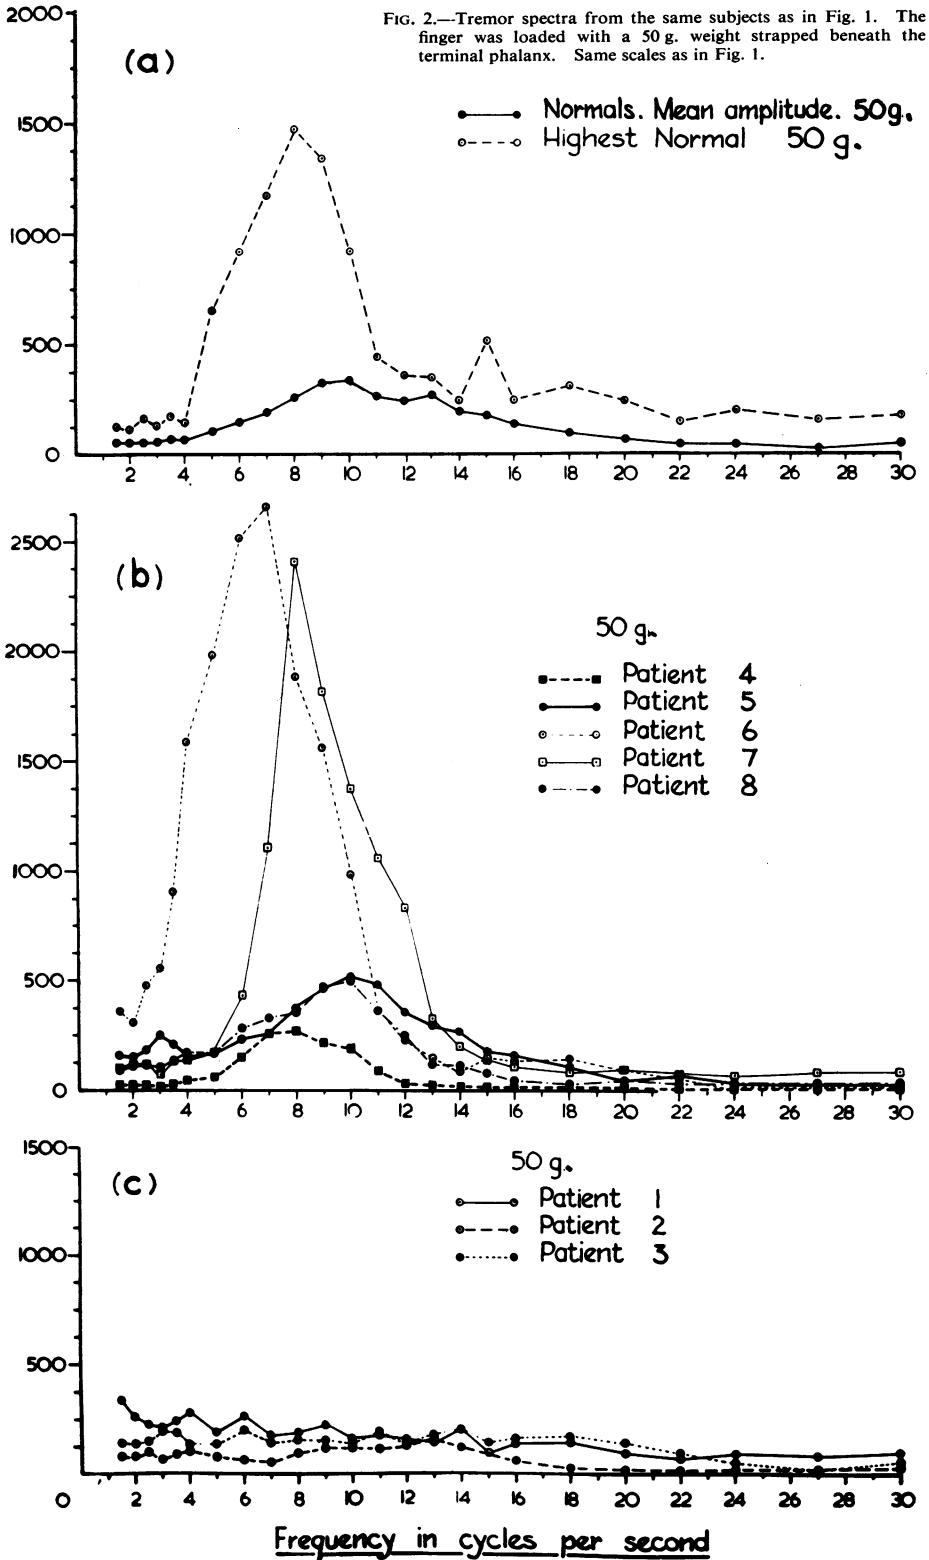 2000
FIG. 2.—Tremor spectra from the same subjects as in Fig. 1. The
finger was loaded with a 50 g. weight strapped beneath the
terminal phalanx. Same scales as in Fig. 1.
(a)
Normals. Mean amplitude. 50g.
Highest Normal 50 g.
1500
1000
500
0
2 4 6 8 10 12 14 16 18 20 22 24 26 28 30
2500
(b)
50 g.
2000
Patient 4
Patient 5
Patient 6
Patient 7
Patient 8
1500
1000
500
0
2 4 6 8 10 12 14 16 18 20 22 24 26 28 30
1500
(c)
50 g.
Patient 1
Patient 2
Patient 3
1000
500
0 2 4 6 8 10 12 14 16 18 20 22 24 26 28 30
Frequency in cycles per second